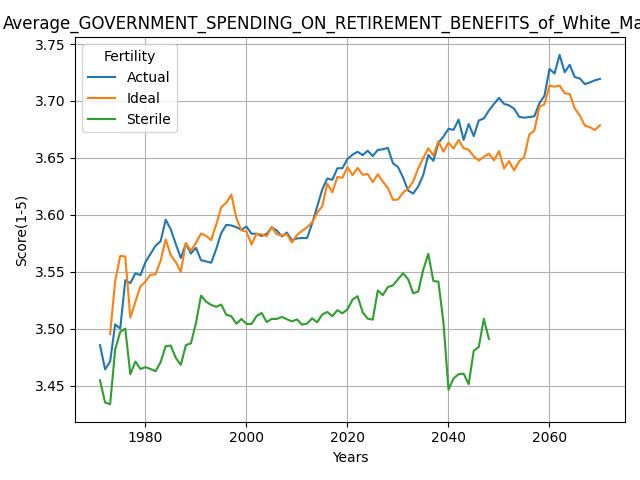 Average_GOVERNMENT_SPENDING_ON_RETIREMENT_BENEFITS_of_White_Ma
Fertility
Actual
Ideal
Sterile
3.75
3.70
3.65
3.60
3.55
3.50
3.45
Score(1-5)
1980
2000
2020
2040
2060
Years